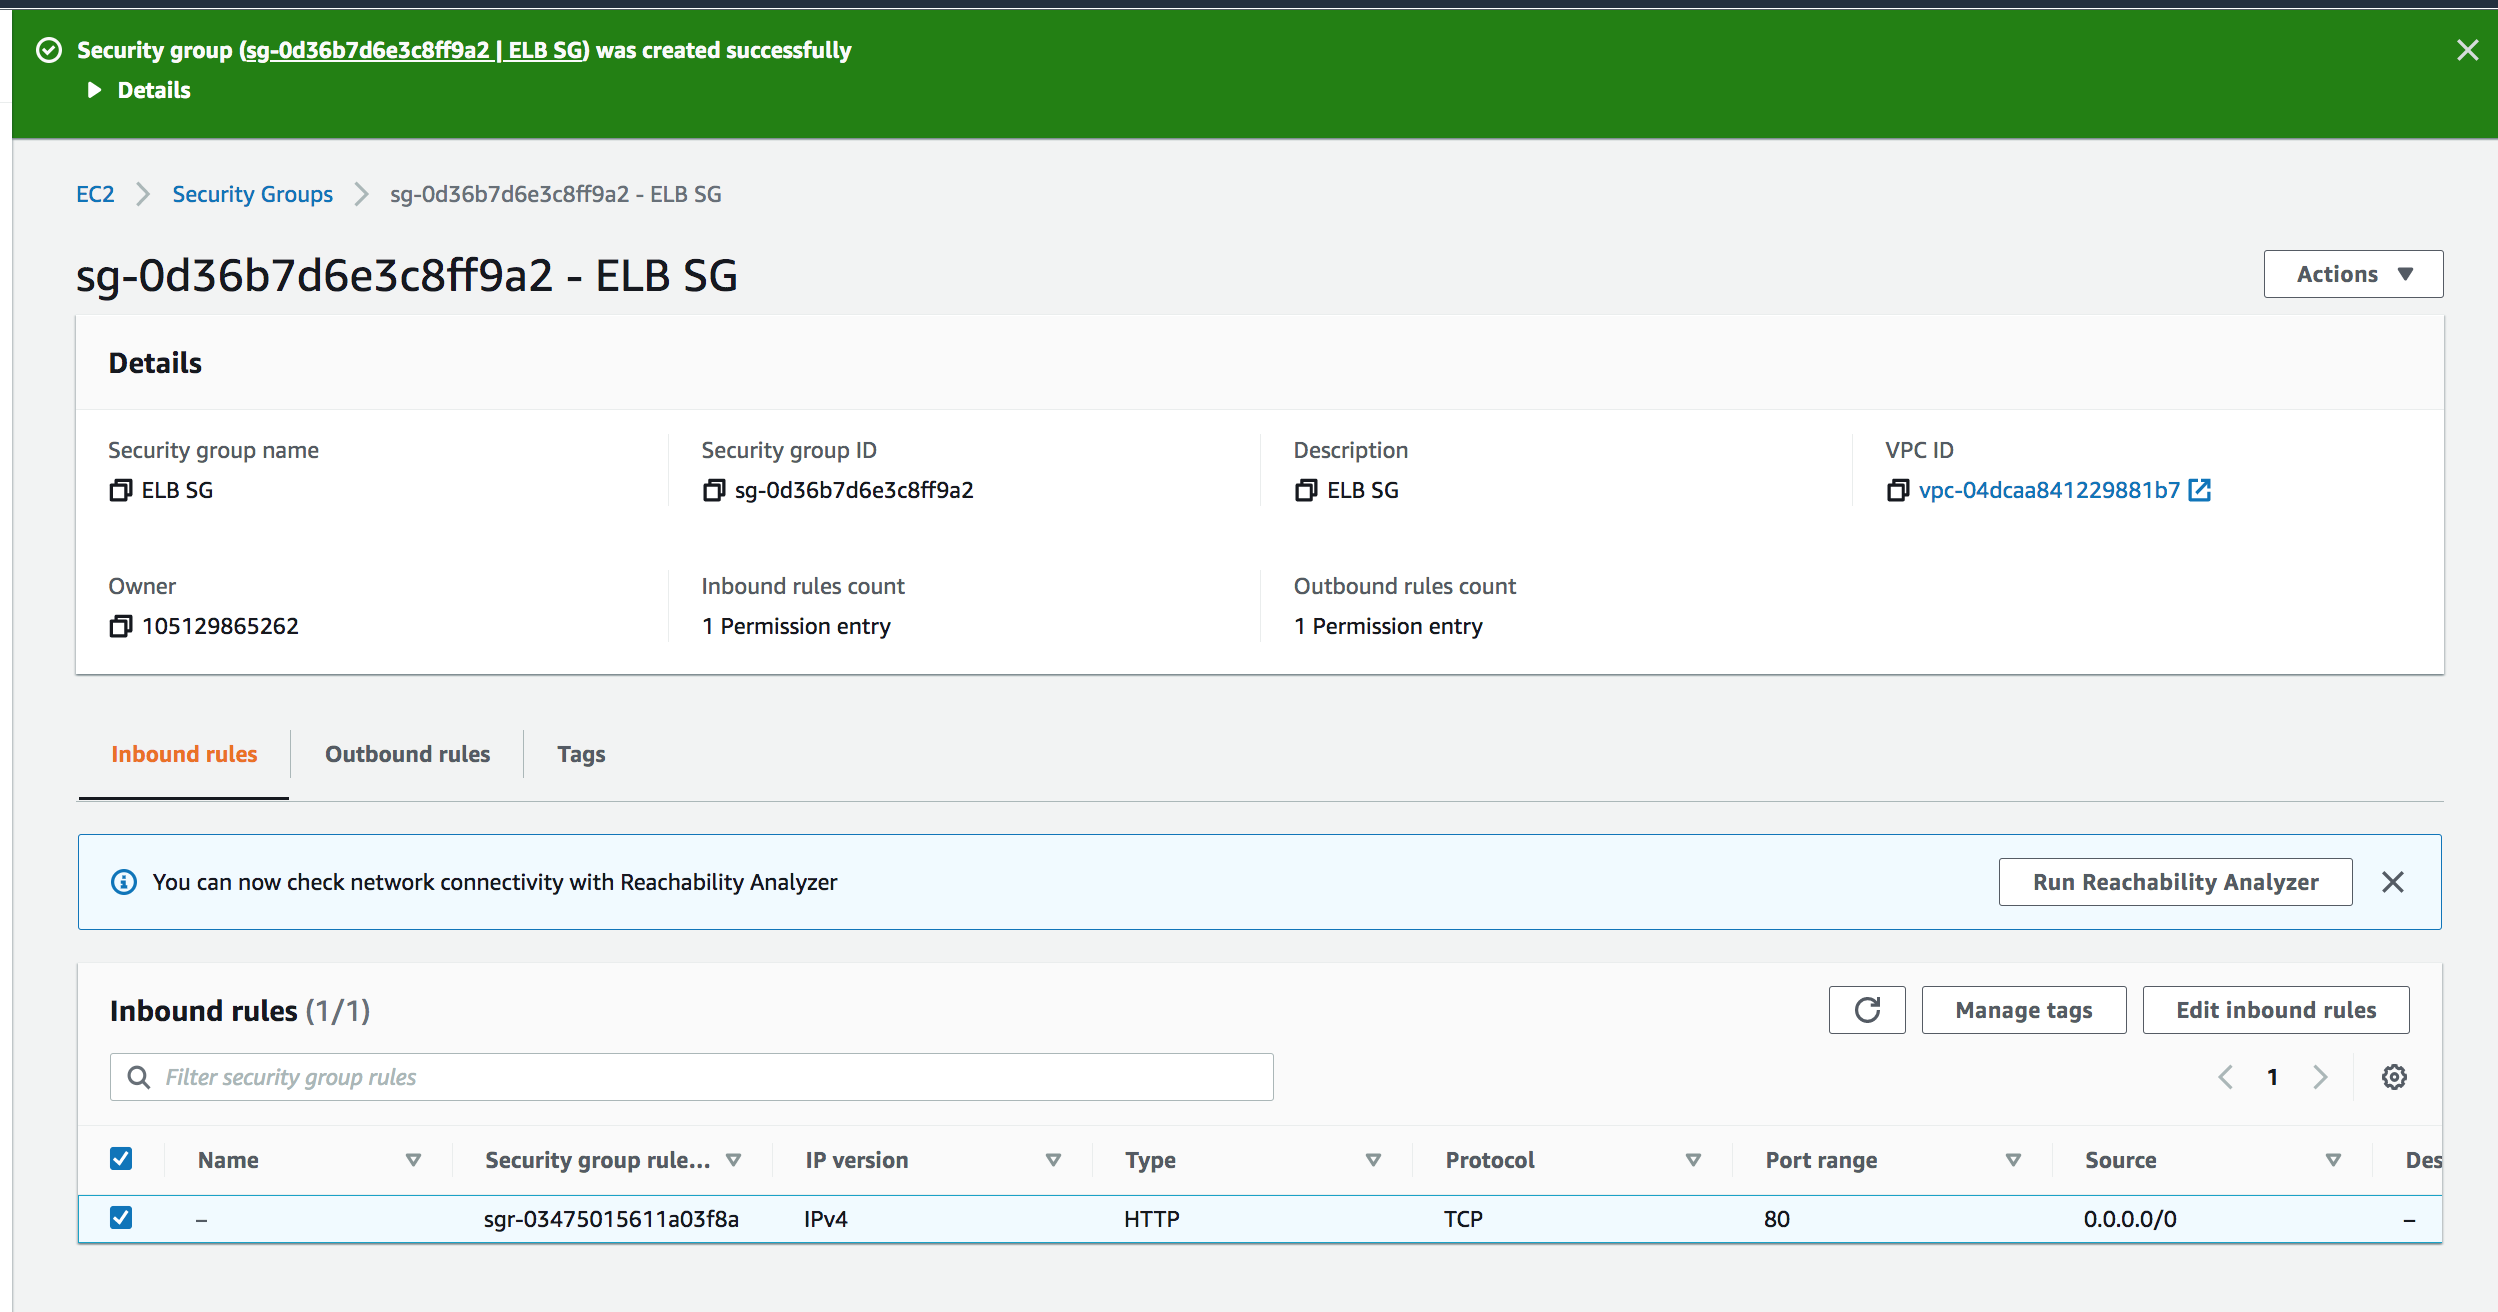 Security group (sg-0d36b7d6e3c8ff9a2 | ELB SG) was created successfully
Details
EC2 Security Groups sg-0d36b7d6e3c8ff9a2 - ELB SG
sg-0d36b7d6e3c8ff9a2 - ELB SG
Actions
Details
Security group name Security group ID Description VPC ID
ELB SG sg-0d36b7d6e3c8ff9a2 ELB SG vpc-04dcaa841229881b7
Owner Inbound rules count Outbound rules count
105129865262 1 Permission entry 1 Permission entry
Inbound rules Outbound rules Tags
You can now check network connectivity with Reachability Analyzer Run Reachability Analyzer
Inbound rules (1/1) Manage tags Edit inbound rules
Filter security group rules 1
Name Security group rule... IP version Type Protocol Port range Source Des
– sgr-03475015611a03f8a IPv4 HTTP TCP 80 0.0.0.0/0 –